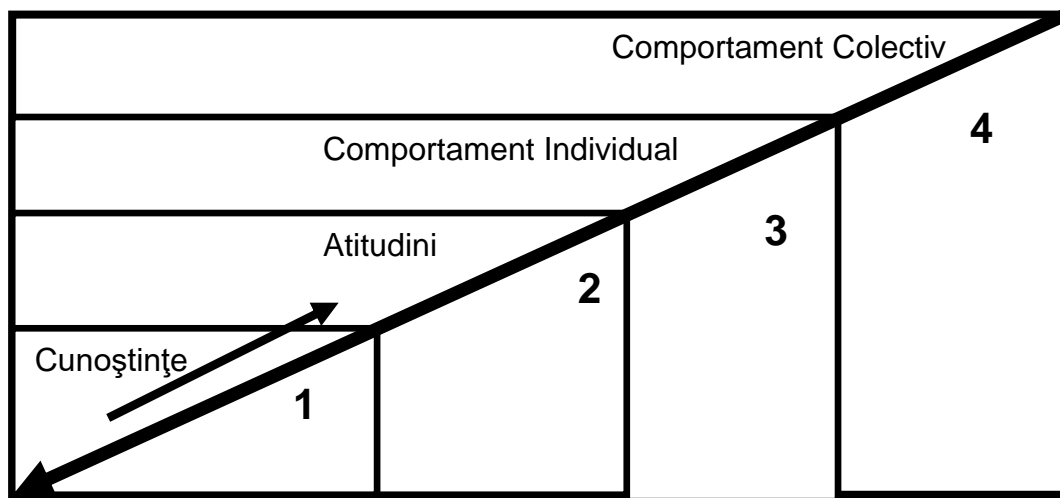 Comportament Colectiv
4
Comportament Individual
3
Atitudini
2
Cunoştinţe
1